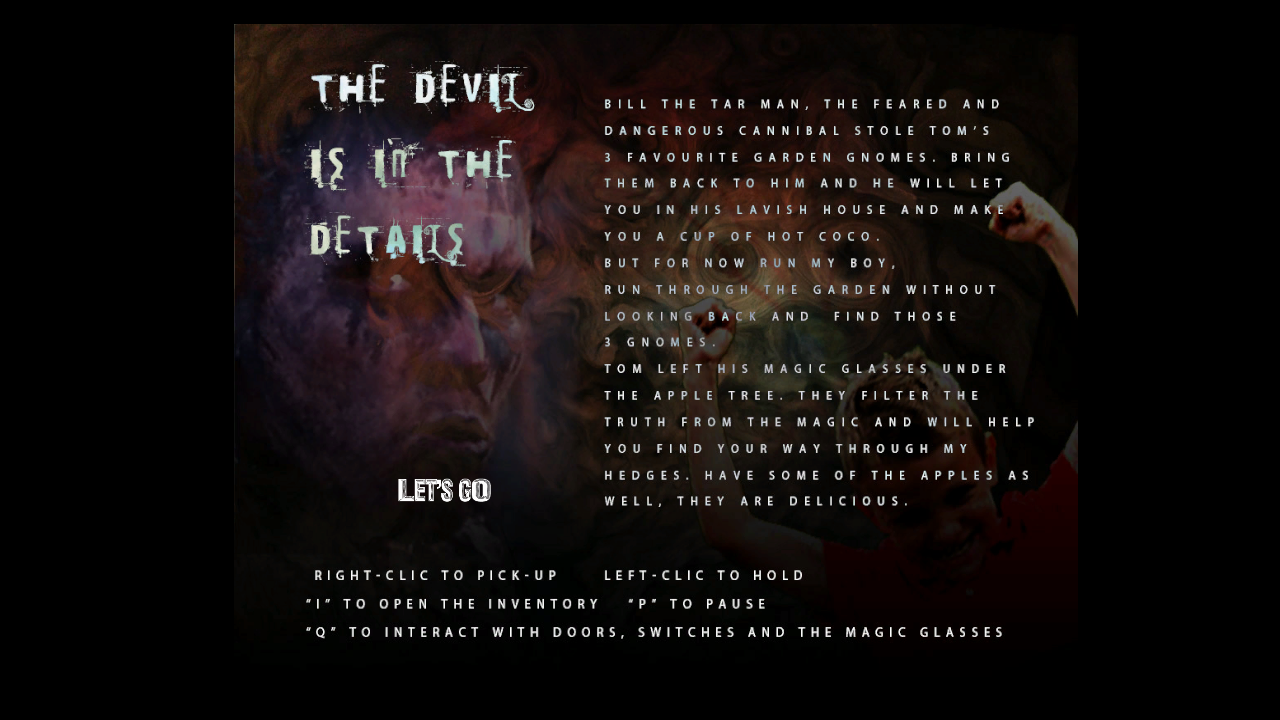 THE DEVIL
IS IN THE
DETAILS
BILL THE TAR MAN, THE FEARED AND
DANGEROUS CANNIBAL STOLE TOM'S
3 FAVOURITE GARDEN GNOMES. BRING
THEM BACK TO HIM AND HE WILL LET
YOU IN HIS LAVISH HOUSE AND MAKE
YOU A CUP OF HOT COCO.
BUT FOR NOW RUN MY BOY,
RUN THROUGH THE GARDEN WITHOUT
LOOKING BACK AND FIND THOSE
3 GNOMES.
TOM LEFT HIS MAGIC GLASSES UNDER
THE APPLE TREE. THEY FILTER THE
TRUTH FROM THE MAGIC AND WILL HELP
YOU FIND YOUR WAY THROUGH MY
HEDGES. HAVE SOME OF THE APPLES AS
WELL, THEY ARE DELICIOUS.
LET'S GO
RIGHT-CLIC TO PICK-UP LEFT-CLIC TO HOLD
"I" TO OPEN THE INVENTORY "P" TO PAUSE
"Q" TO INTERACT WITH DOORS, SWITCHES AND THE MAGIC GLASSES